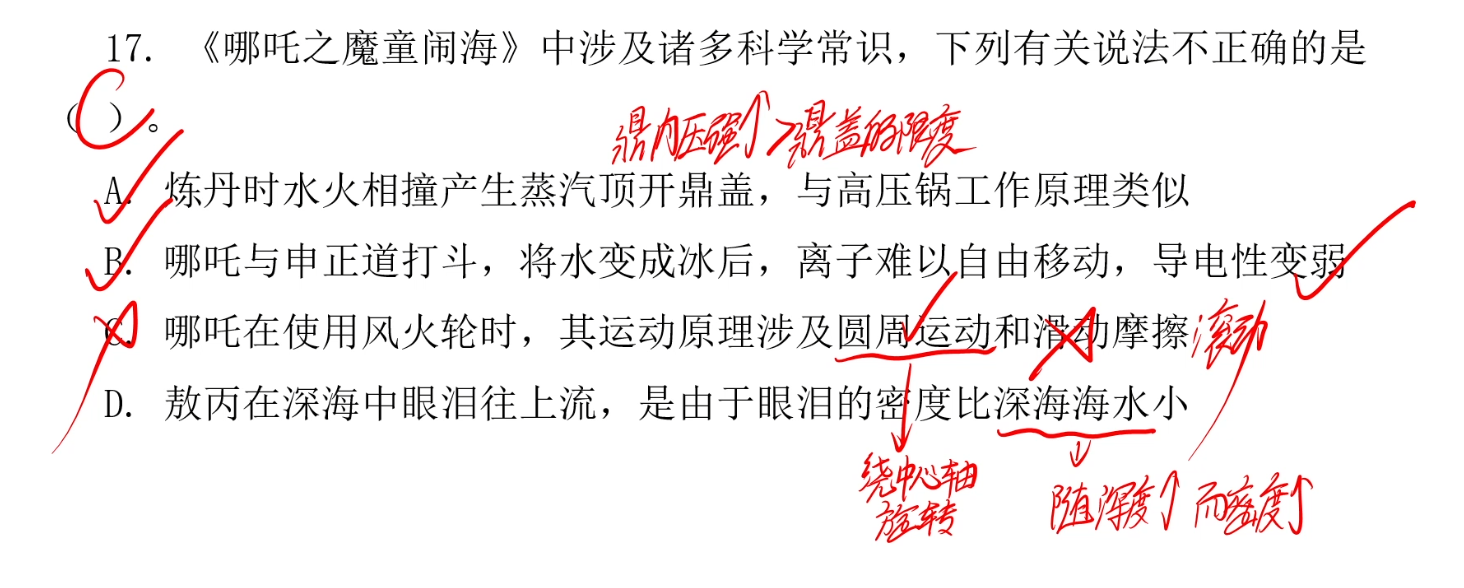 17. 《哪吒之魔童闹海》中涉及诸多科学常识，下列有关说法不正确的是
（ ）。
C
鼎内压强↑>鼎盖的限度
A. 炼丹时水火相撞产生蒸汽顶开鼎盖，与高压锅工作原理类似
B. 哪吒与申正道打斗，将水变成冰后，离子难以自由移动，导电性变弱
C. 哪吒在使用风火轮时，其运动原理涉及圆周运动和滑动摩擦
滚动
D. 敖丙在深海中眼泪往上流，是由于眼泪的密度比深海海水小
绕中心轴
旋转
随深度↑而密度↑